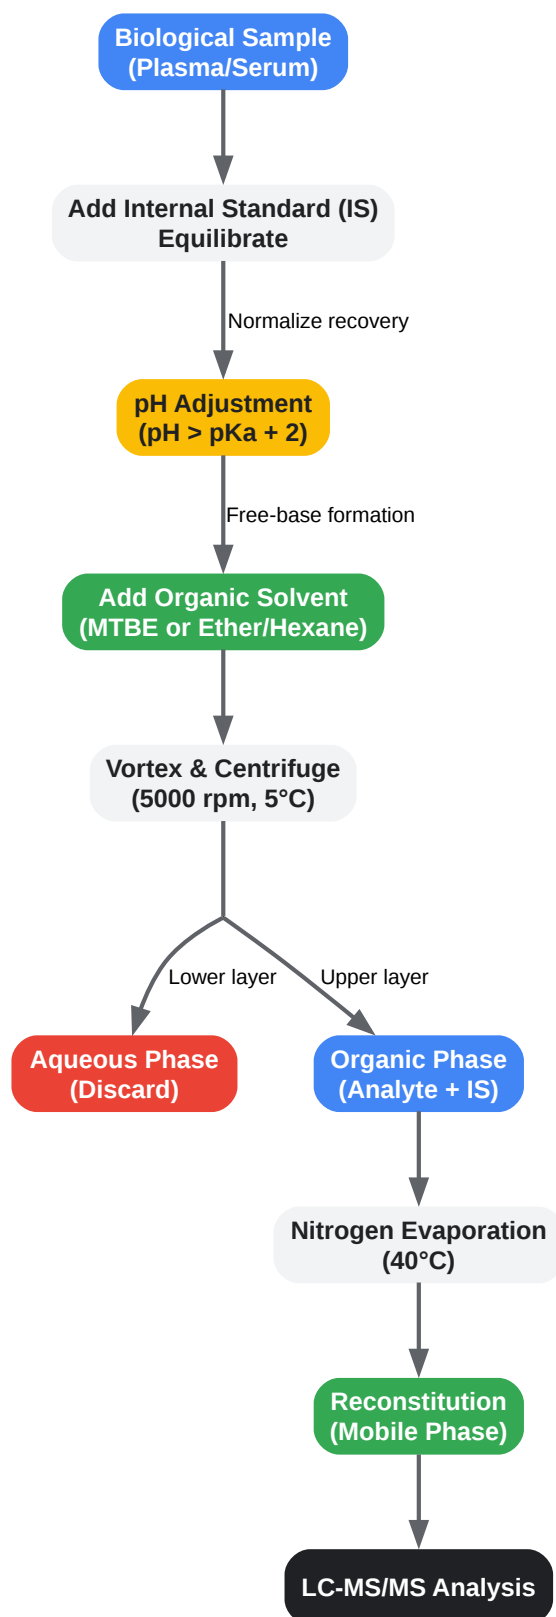 Biological Sample
(Plasma/Serum)
Add Internal Standard (IS)
Equilibrate
Normalize recovery
pH Adjustment
(pH > pKa + 2)
Free-base formation
Add Organic Solvent
(MTBE or Ether/Hexane)
Vortex & Centrifuge
(5000 rpm, 5°C)
Lower layer
Upper layer
Aqueous Phase
(Discard)
Organic Phase
(Analyte + IS)
Nitrogen Evaporation
(40°C)
Reconstitution
(Mobile Phase)
LC-MS/MS Analysis